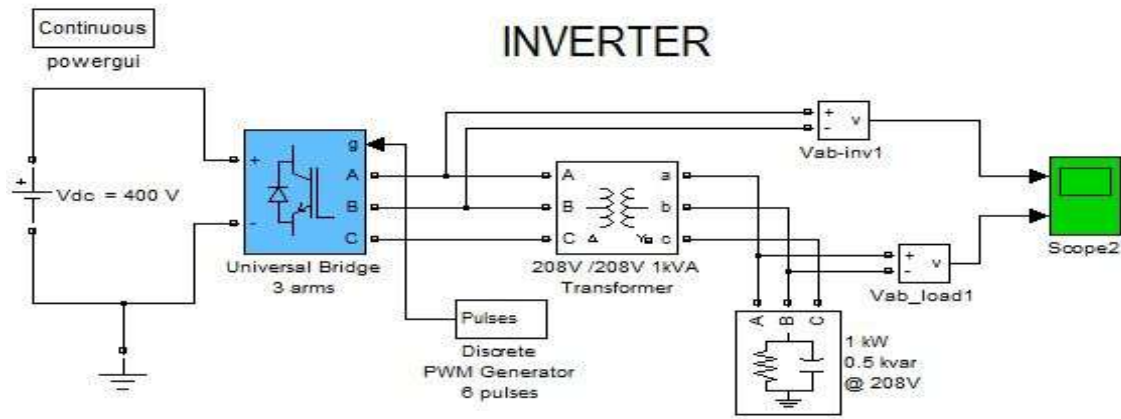 Continuous
powergui
INVERTER
+
-
v
Vab-inv1
+
Vdc = 400 V
+
-
g
A
B
C
Universal Bridge
3 arms
A
B
C
a
b
c
Δ
Yg
208V /208V 1kVA
Transformer
Scope2
+
-
v
Vab_load1
Pulses
Discrete
PWM Generator
6 pulses
A
B
C
1 kW
0.5 kvar
@ 208V